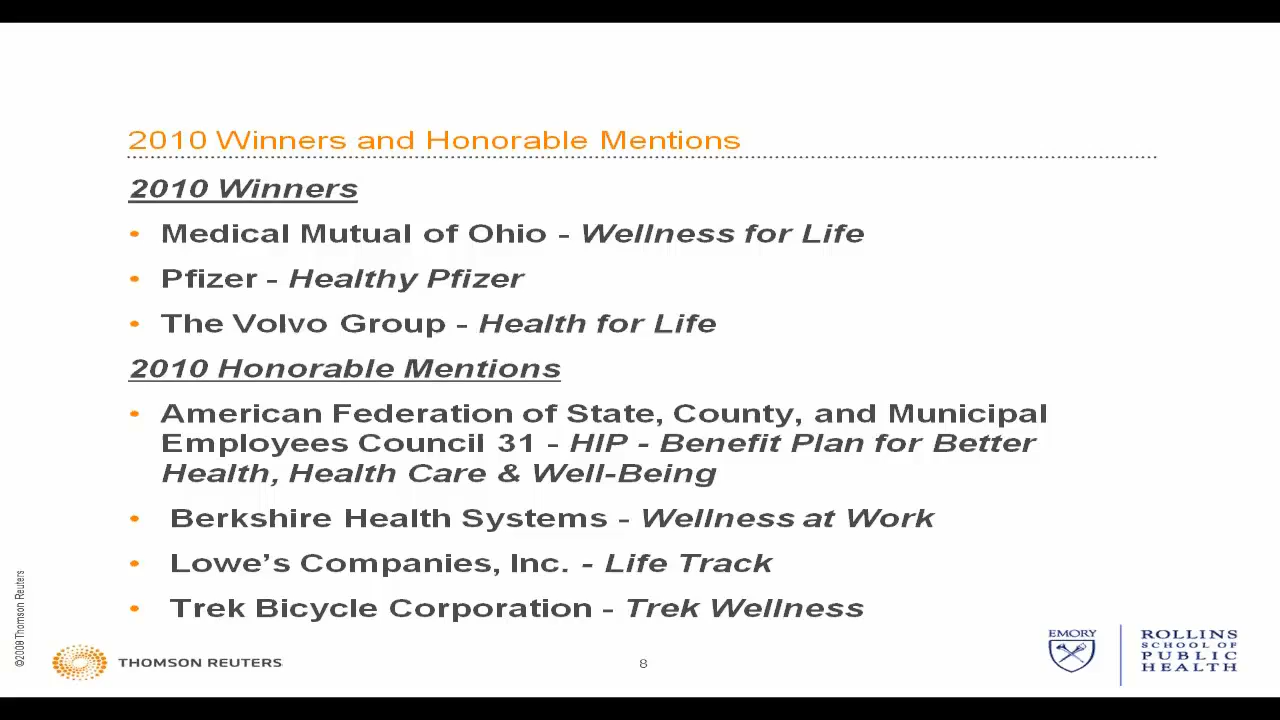 2010 Winners and Honorable Mentions
2010 Winners
• Medical Mutual of Ohio - Wellness for Life
• Pfizer - Healthy Pfizer
• The Volvo Group - Health for Life
2010 Honorable Mentions
• American Federation of State, County, and Municipal
Employees Council 31 - HIP - Benefit Plan for Better
Health, Health Care & Well-Being
• Berkshire Health Systems - Wellness at Work
• Lowe's Companies, Inc. - Life Track
• Trek Bicycle Corporation - Trek Wellness
©2009 Thomson Reuters
THOMSON REUTERS
8
EMORY
ROLLINS
SCHOOL OF
PUBLIC
HEALTH